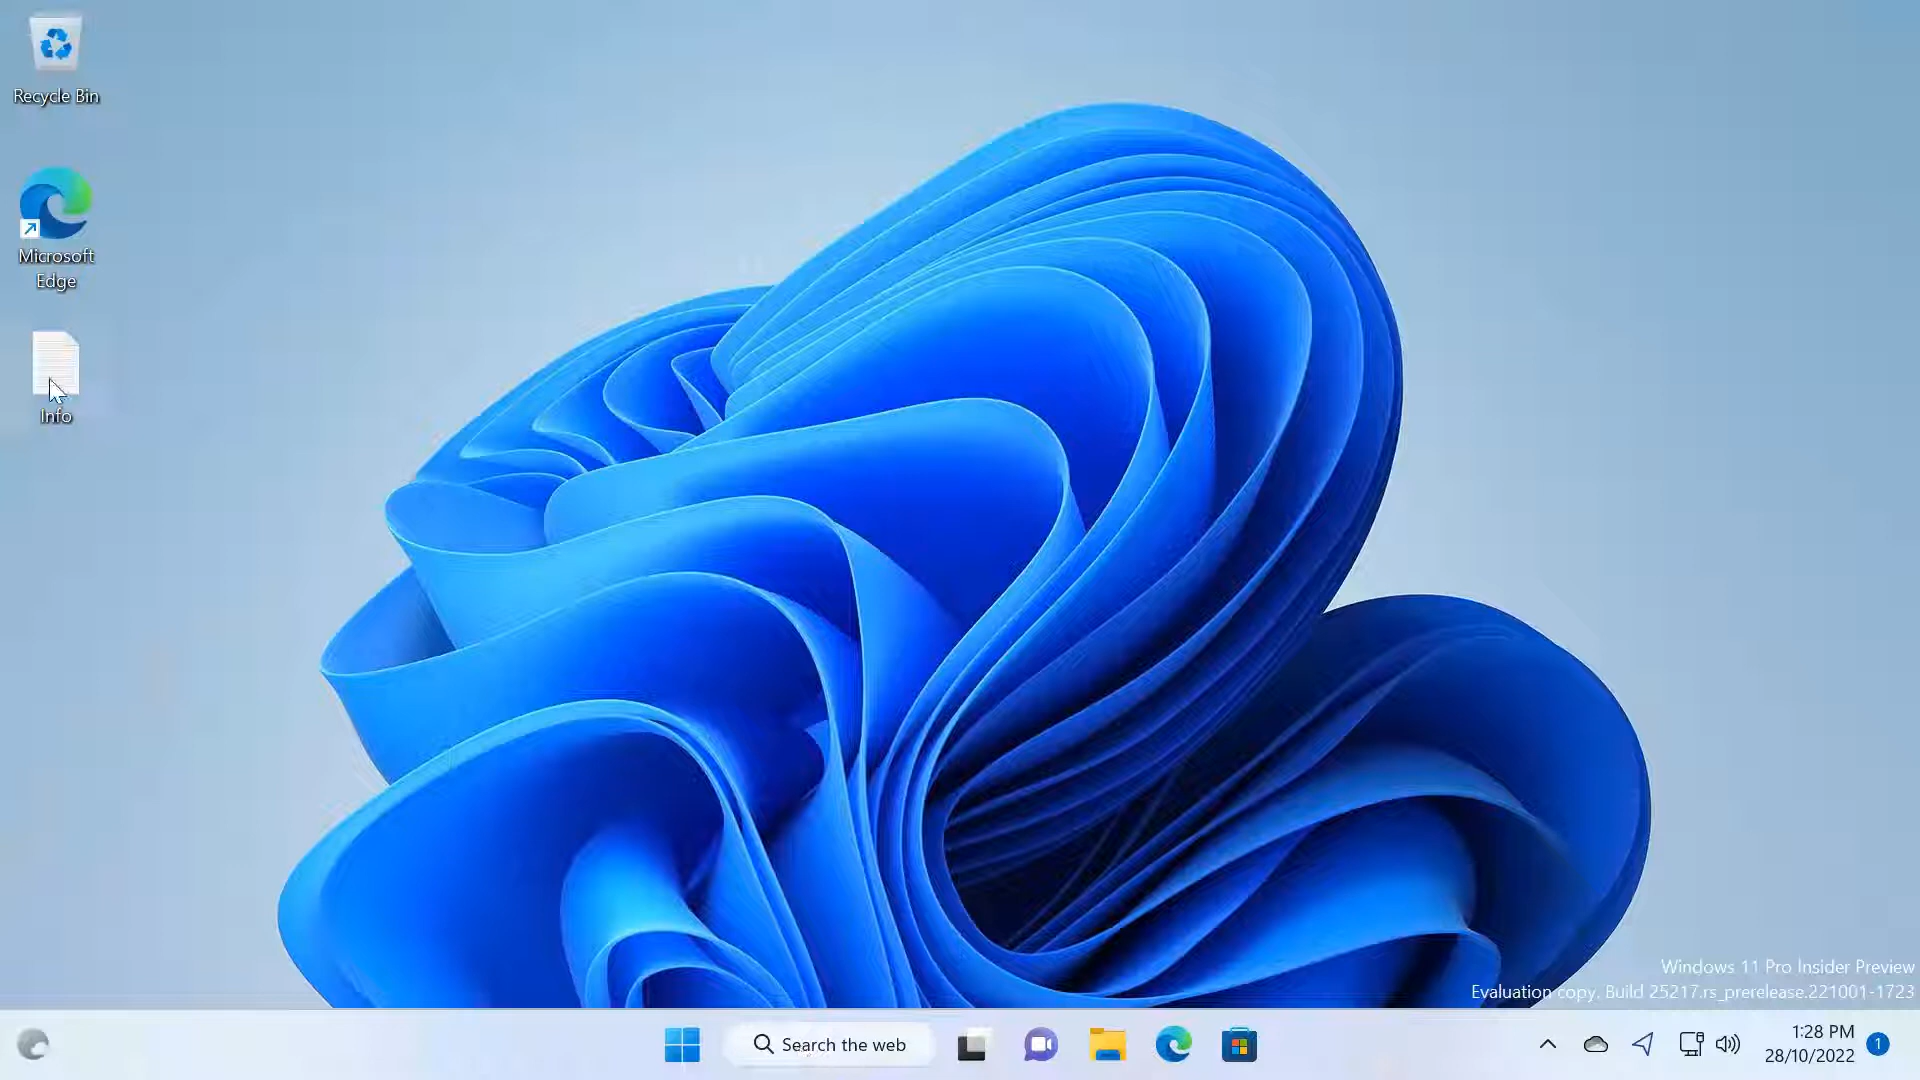 Recycle Bin
Microsoft
Edge
Info
Windows 11 Pro Insider Preview
Evaluation copy. Build 25217.rs_prerelease.221001-1723
Search the web
1:28 PM
28/10/2022
1